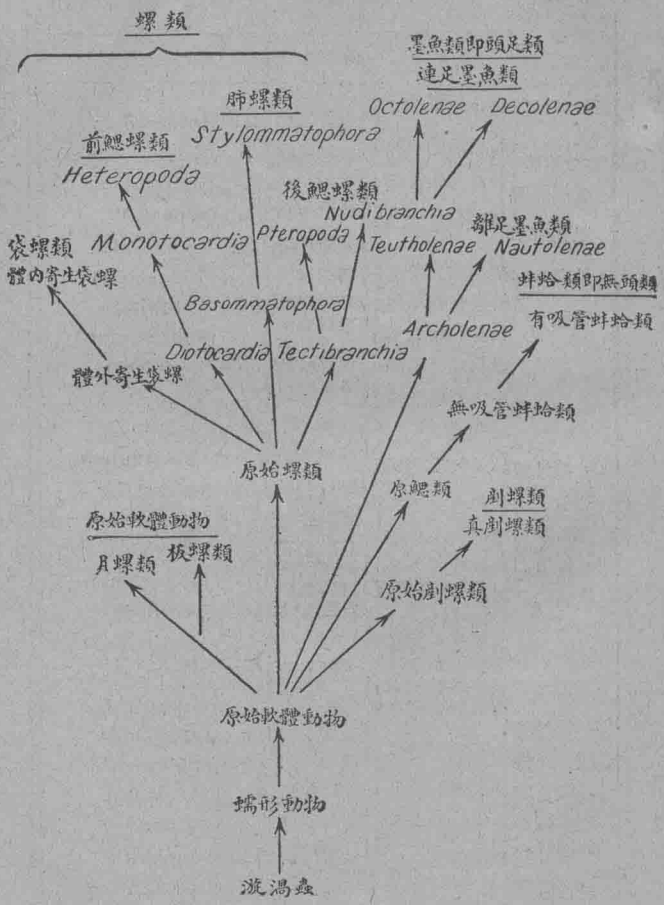 螺類
墨魚類即頭足類
連足墨魚類
肺螺類
Octolenae Decolenae
前鰓螺類
Stylommatophora
Heteropoda
後鰓螺類
Nudibranchia
離足墨魚類
袋螺類
Monotocardia
Pteropoda
Teutholenae
Nautolenae
體內寄生袋螺
蚌蛤類即無頭類
Basommatophora
有吸管蚌蛤類
Archolenae
Diotocardia Tectibranchia
體外寄生袋螺
無吸管蚌蛤類
原始螺類
原鰓類
剷螺類
原始軟體動物
真剷螺類
板螺類
月螺類
原始剷螺類
原始軟體動物
蠕形動物
漩渦蟲